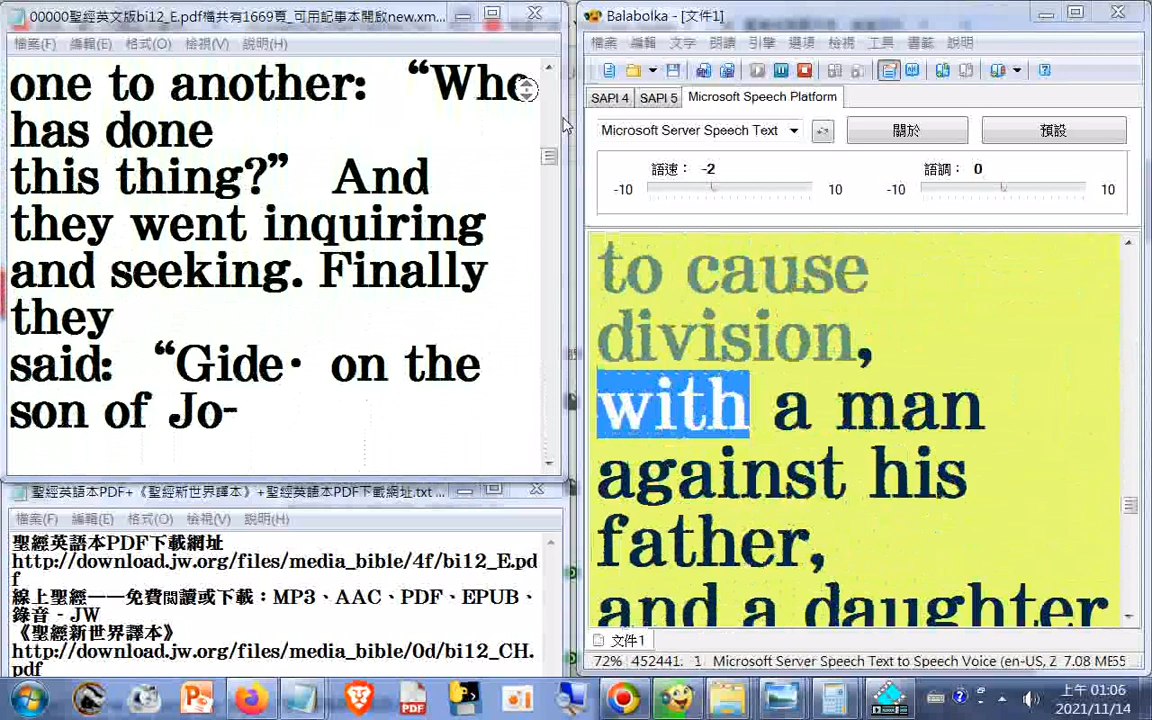 00000聖經英文版bi12_E.pdf檔共有1669頁_可用記事本開啟new.xm...
檔案(F) 編輯(E) 格式(O) 檢視(V) 說明(H)
one to another: “Who
has done
this thing?” And
they went inquiring
and seeking. Finally
they
said: “Gide· on the
son of Jo-
聖經英語本PDF+《聖經新世界譯本》+聖經英語本PDF下載網址.txt ...
檔案(F) 編輯(E) 格式(O) 檢視(V) 說明(H)
聖經英語本PDF下載網址
http://download.jw.org/files/media_bible/4f/bi12_E.pd
f
線上聖經——免費閱讀或下載：MP3、AAC、PDF、EPUB、
錄音 - JW
《聖經新世界譯本》
http://download.jw.org/files/media_bible/0d/bi12_CH.
pdf
Balabolka - [文件1]
檔案 編輯 文字 朗讀 引擎 選項 檢視 工具 書籤 說明
SAPI 4 SAPI 5 Microsoft Speech Platform
Microsoft Server Speech Text 關於 預設
語速： -2 語調： 0
-10 10 -10 10
to cause
division,
with a man
against his
father,
and a daughter
文件1
72% 452441: 1 Microsoft Server Speech Text to Speech Voice (en-US, Z 7.08 ME55
上午 01:06
2021/11/14